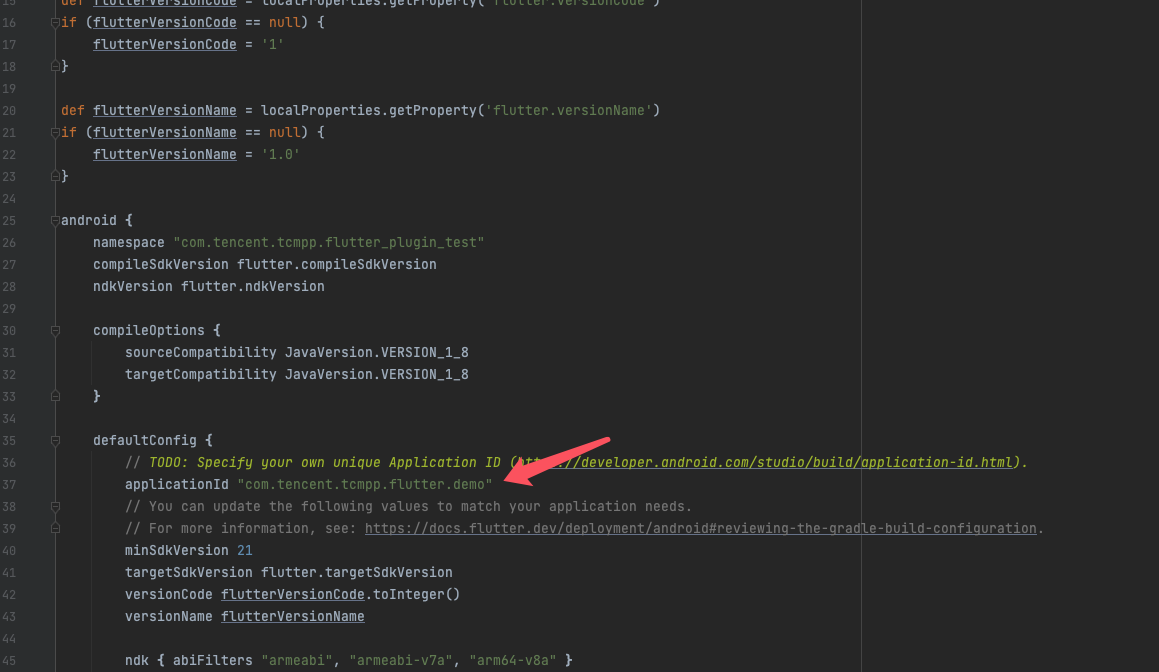 15 def flutterVersionCode = localProperties.getProperty('flutter.versionCode')
16 if (flutterVersionCode == null) {
17 flutterVersionCode = '1'
18 }
19
20 def flutterVersionName = localProperties.getProperty('flutter.versionName')
21 if (flutterVersionName == null) {
22 flutterVersionName = '1.0'
23 }
24
25 android {
26 namespace "com.tencent.tcmpp.flutter_plugin_test"
27 compileSdkVersion flutter.compileSdkVersion
28 ndkVersion flutter.ndkVersion
29
30 compileOptions {
31 sourceCompatibility JavaVersion.VERSION_1_8
32 targetCompatibility JavaVersion.VERSION_1_8
33 }
34
35 defaultConfig {
36 // TODO: Specify your own unique Application ID (https://developer.android.com/studio/build/application-id.html).
37 applicationId "com.tencent.tcmpp.flutter.demo"
38 // You can update the following values to match your application needs.
39 // For more information, see: https://docs.flutter.dev/deployment/android#reviewing-the-gradle-build-configuration.
40 minSdkVersion 21
41 targetSdkVersion flutter.targetSdkVersion
42 versionCode flutterVersionCode.toInteger()
43 versionName flutterVersionName
44
45 ndk { abiFilters "armeabi", "armeabi-v7a", "arm64-v8a" }